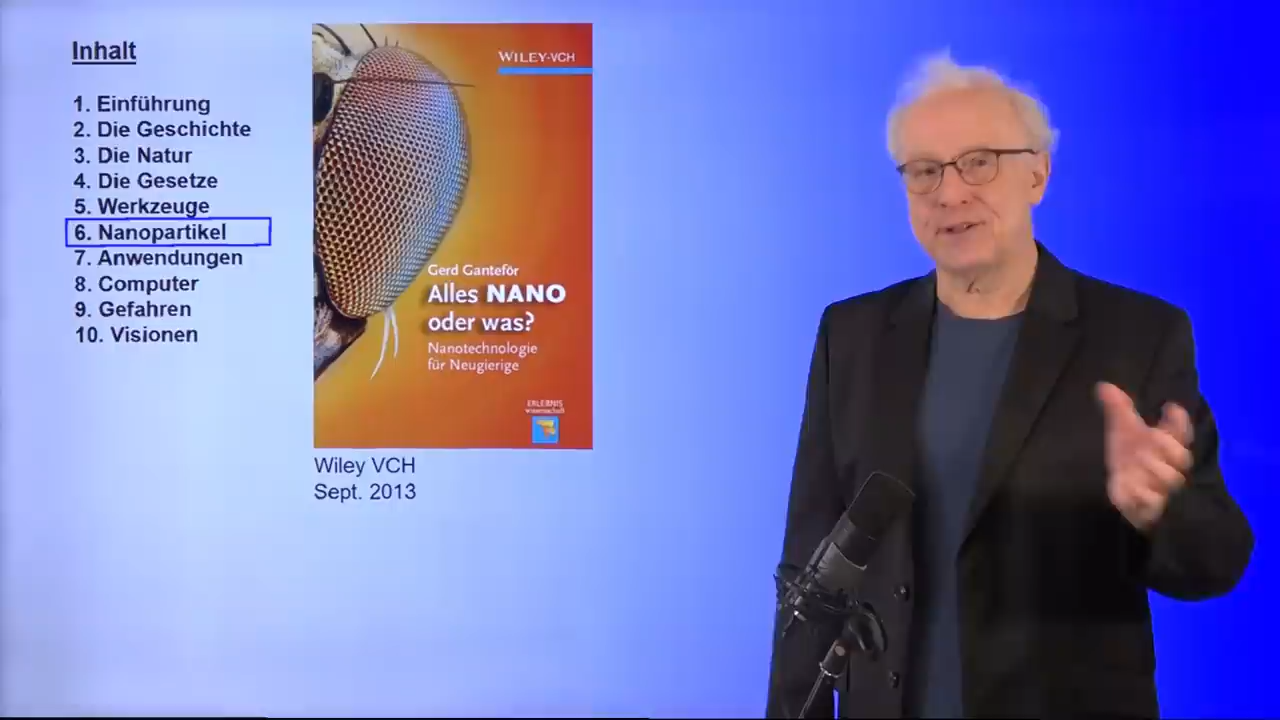 Inhalt
1. Einführung
2. Die Geschichte
3. Die Natur
4. Die Gesetze
5. Werkzeuge
6. Nanopartikel
7. Anwendungen
8. Computer
9. Gefahren
10. Visionen
WILEY-VCH
Gerd Ganteför
Alles NANO
oder was?
Nanotechnologie
für Neugierige
ERLEBNIS
wissenschaft
Wiley VCH
Sept. 2013